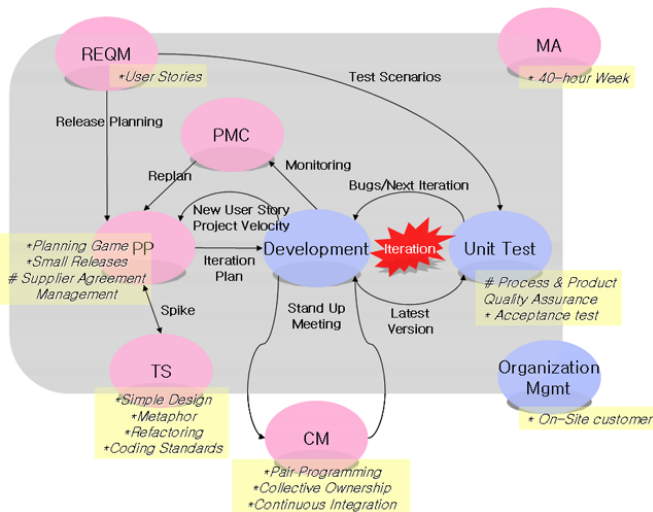 REQM
*User Stories
MA
* 40-hour Week
Test Scenarios
Release Planning
PMC
Monitoring
Replan
Bugs/Next Iteration
New User Story
Project Velocity
*Planning Game
*Small Releases
# Supplier Agreement
Management
PP
Iteration
Plan
Development
Iteration
Unit Test
# Process & Product
Quality Assurance
* Acceptance test
Spike
Stand Up
Meeting
Latest
Version
TS
*Simple Design
*Metaphor
*Refactoring
*Coding Standards
Organization
Mgmt
* On-Site customer
CM
*Pair-Programming
*Collective Ownership
*Continuous Integration